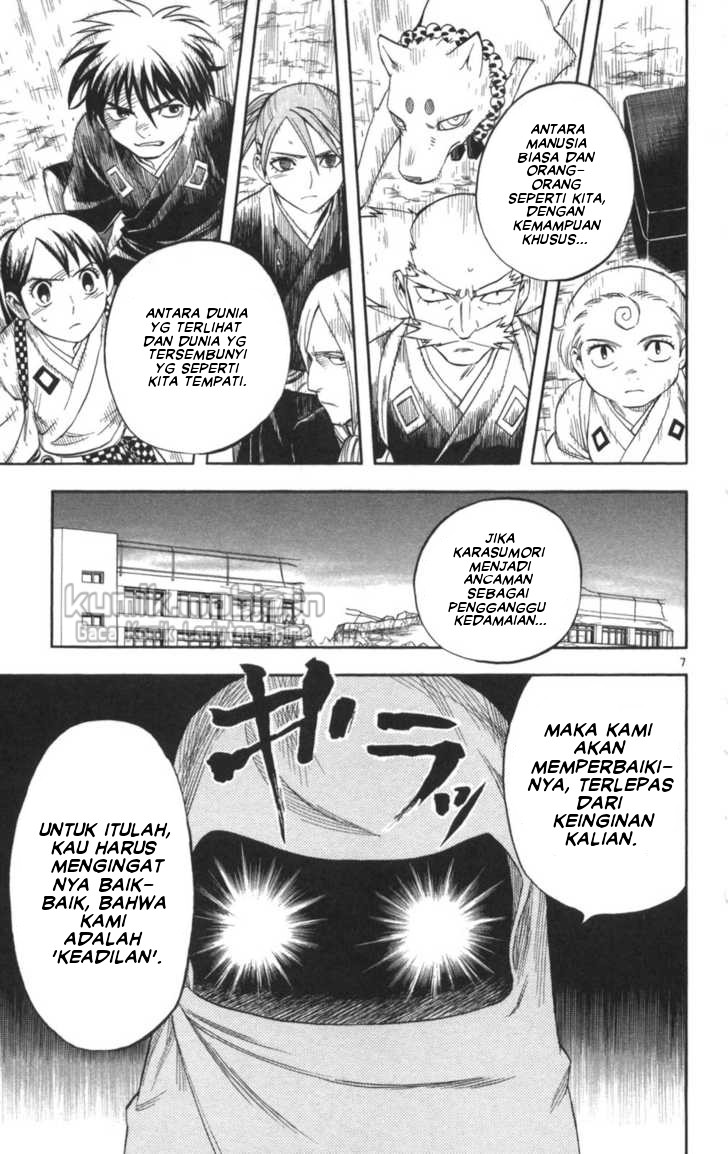 ANTARA
MANUSIA
BIASA DAN
ORANG-
ORANG
SEPERTI KITA,
DENGAN
KEMAMPUAN
KHUSUS...
ANTARA DUNIA
YG TERLIHAT
DAN DUNIA YG
TERSEMBUNYI
YG SEPERTI
KITA TEMPATI.
JIKA
KARASUMORI
MENJADI
ANCAMAN
SEBAGAI
PENGGANGGU
KEDAMAIAN...
7
MAKA KAMI
AKAN
MEMPERBAIKI-
NYA, TERLEPAS
DARI
KEINGINAN
KALIAN.
ギラッ
UNTUK ITULAH,
KAU HARUS
MENGINGAT
NYA BAIK-
BAIK, BAHWA
KAMI
ADALAH
'KEADILAN'.